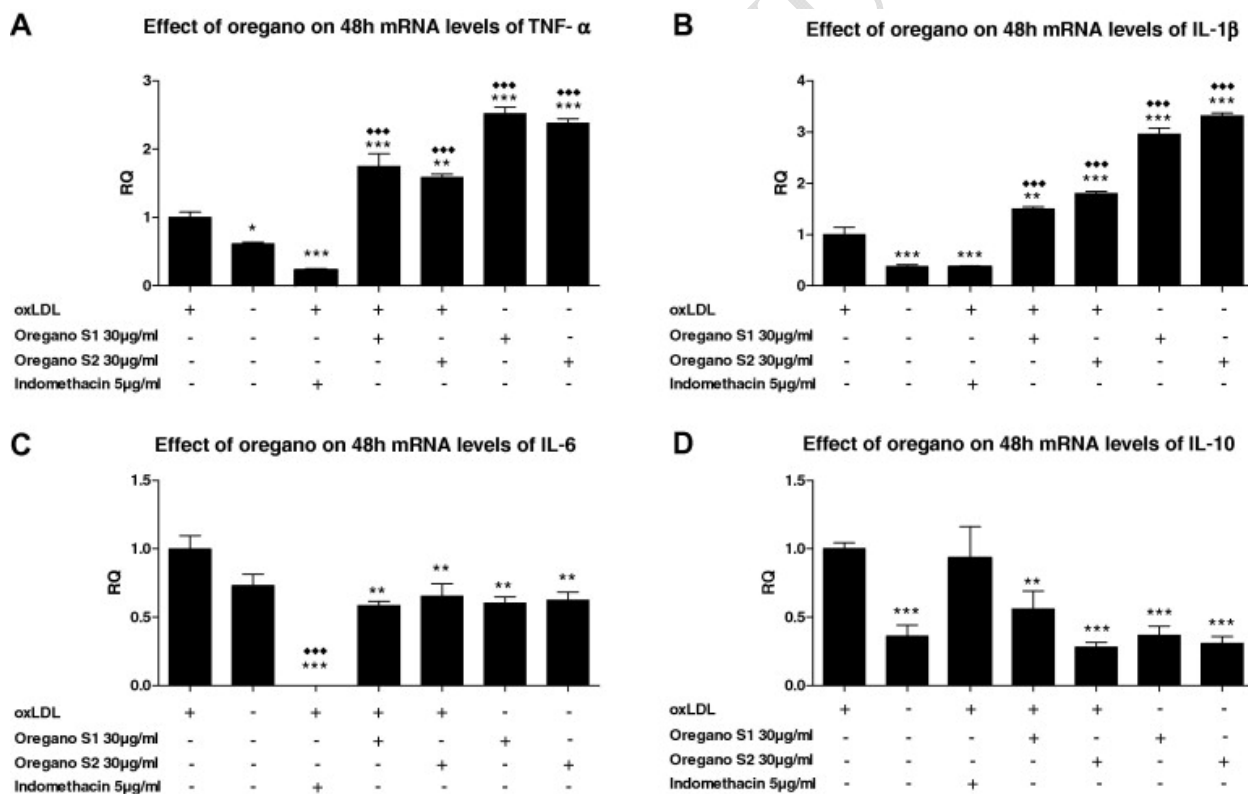 A Effect of oregano on 48h mRNA levels of TNF- α
3
2
1
0
RQ
*
***
◆◆◆
***
◆◆◆
**
◆◆◆
***
◆◆◆
***
oxLDL + - + + + - -
Oregano S1 30µg/ml - - - + - + -
Oregano S2 30µg/ml - - - - + - +
Indomethacin 5µg/ml - - + - - - -
B Effect of oregano on 48h mRNA levels of IL-1β
4
3
2
1
0
RQ
***
***
◆◆◆
**
◆◆◆
***
◆◆◆
***
◆◆◆
***
oxLDL + - + + + - -
Oregano S1 30µg/ml - - - + - + -
Oregano S2 30µg/ml - - - - + - +
Indomethacin 5µg/ml - - + - - - -
C Effect of oregano on 48h mRNA levels of IL-6
1.5
1.0
0.5
0.0
RQ
◆◆◆
***
**
**
**
**
oxLDL + - + + + - -
Oregano S1 30µg/ml - - - + - + -
Oregano S2 30µg/ml - - - - + - +
Indomethacin 5µg/ml - - + - - - -
D Effect of oregano on 48h mRNA levels of IL-10
1.5
1.0
0.5
0.0
RQ
***
**
***
***
***
oxLDL + - + + + - -
Oregano S1 30µg/ml - - - + - + -
Oregano S2 30µg/ml - - - - + - +
Indomethacin 5µg/ml - - + - - - -